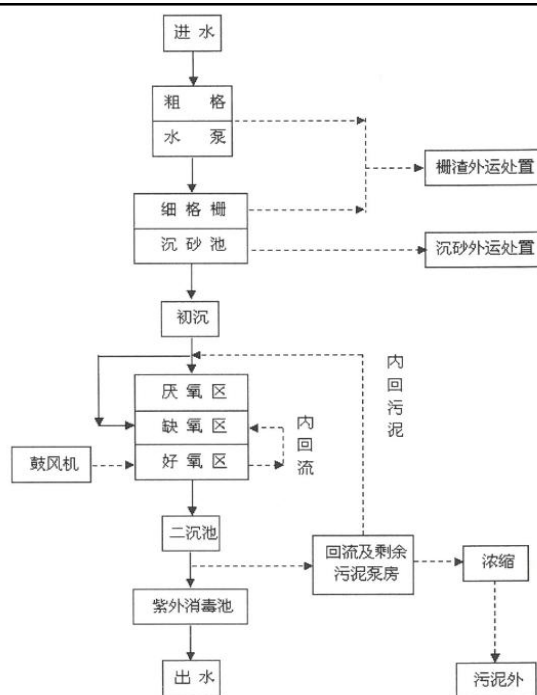 进水
粗格
水泵
栅渣外运处置
细格栅
沉砂池
沉砂外运处置
初沉
内回污泥
厌氧区
缺氧区
好氧区
内回流
鼓风机
二沉池
回流及剩余
污泥泵房
浓缩
紫外消毒池
出水
污泥外